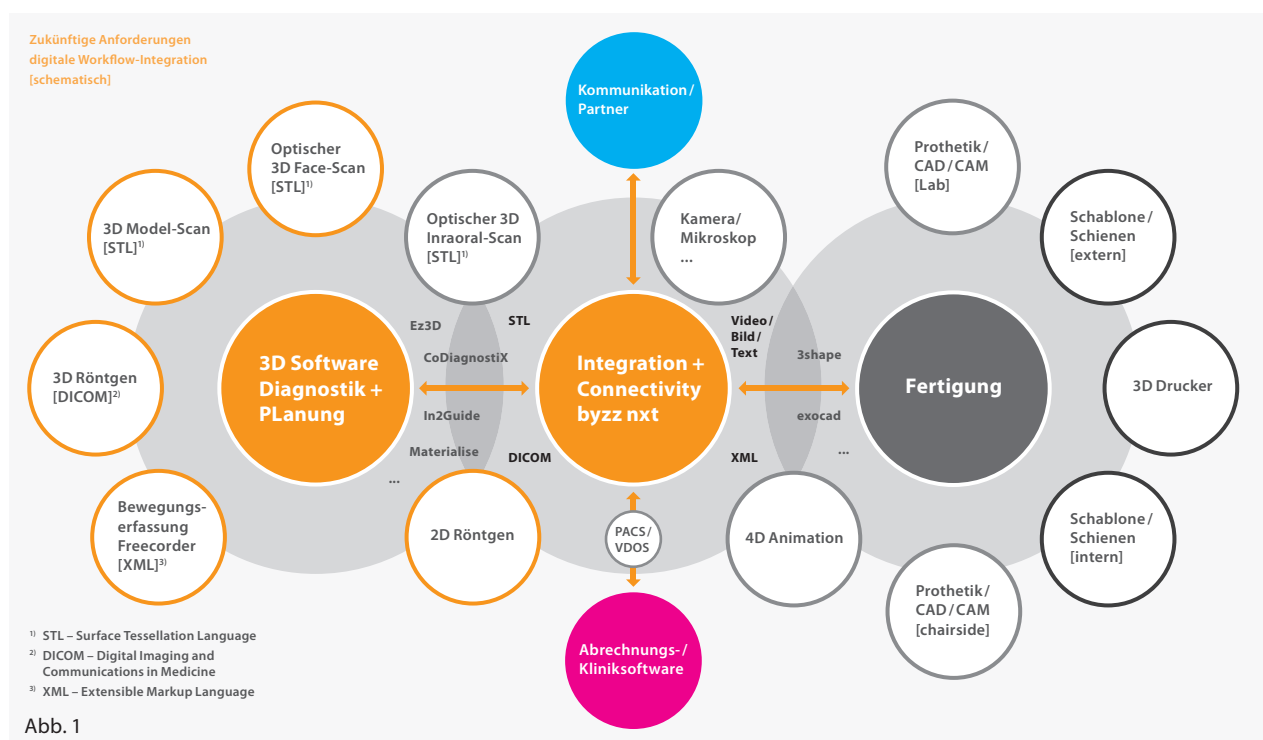 Zukünftige Anforderungen
digitale Workflow-Integration
[schematisch]
Kommunikation/
Partner
Optischer
3D Face-Scan
[STL]¹⁾
3D Model-Scan
[STL]¹⁾
Optischer 3D
Inraoral-Scan
[STL]¹⁾
Kamera/
Mikroskop
...
Prothetik/
CAD/CAM
[Lab]
Schablone/
Schienen
[extern]
3D Röntgen
[DICOM]²⁾
3D Software
Diagnostik +
PLanung
Ez3D
CoDiagnostiX
In2Guide
Materialise
...
STL
DICOM
Integration +
Connectivity
byzz nxt
Video/
Bild/
Text
XML
3shape
exocad
...
Fertigung
3D Drucker
Bewegungs-
erfassung
Freecorder
[XML]³⁾
2D Röntgen
PACS/
VDOS
4D Animation
Schablone/
Schienen
[intern]
Prothetik/
CAD/CAM
[chairside]
Abrechnungs-/
Kliniksoftware
¹⁾ STL – Surface Tessellation Language
²⁾ DICOM – Digital Imaging and
Communications in Medicine
³⁾ XML – Extensible Markup Language
Abb. 1